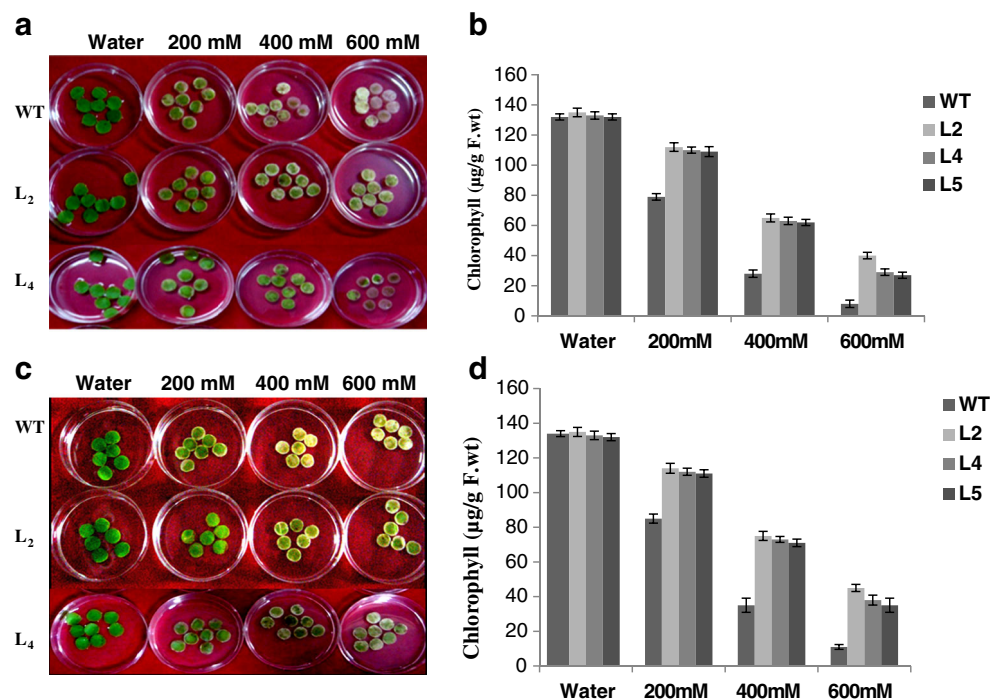 a
Water 200 mM 400 mM 600 mM
WT
L2
L4
b
160
140
120
100
80
60
40
20
0
Chlorophyll (µg/g F.wt)
Water 200mM 400mM 600mM
WT
L2
L4
L5
c
Water 200 mM 400 mM 600 mM
WT
L2
L4
d
160
140
120
100
80
60
40
20
0
Chlorophyll (µg/g F.wt)
Water 200mM 400mM 600mM
WT
L2
L4
L5